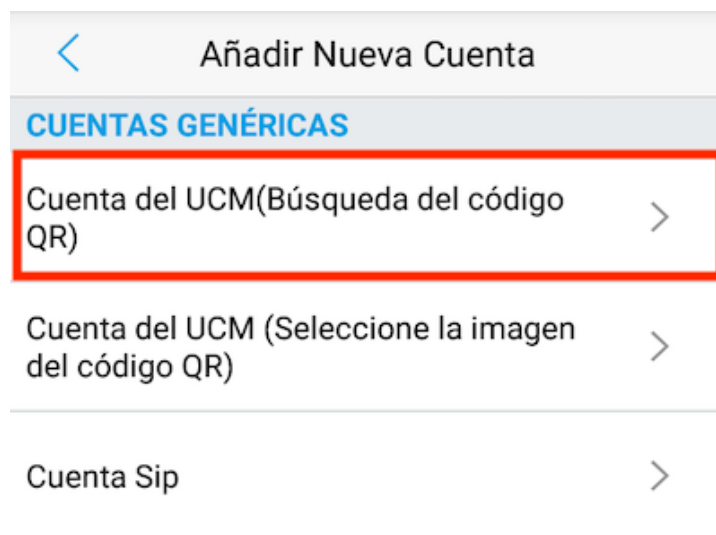 Añadir Nueva Cuenta
CUENTAS GENÉRICAS
Cuenta del UCM(Búsqueda del código
QR)
Cuenta del UCM (Seleccione la imagen
del código QR)
Cuenta Sip